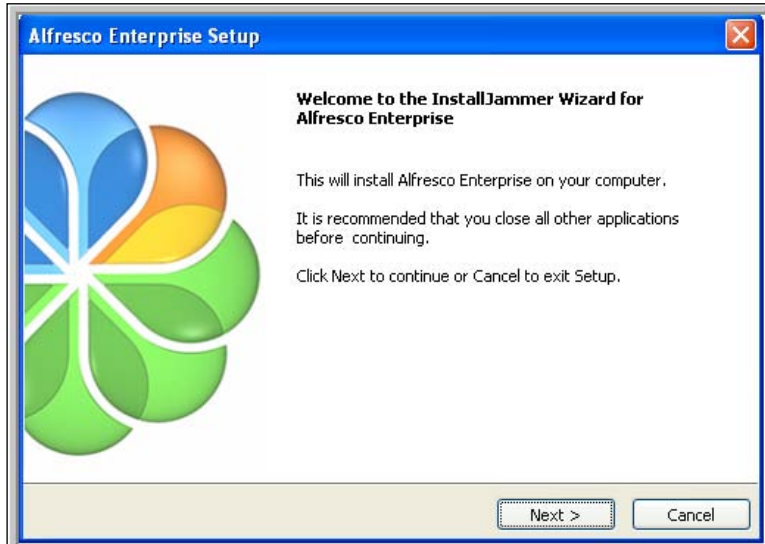 Alfresco Enterprise Setup
Welcome to the InstallJammer Wizard for
Alfresco Enterprise
This will install Alfresco Enterprise on your computer.
It is recommended that you close all other applications
before continuing.
Click Next to continue or Cancel to exit Setup.
Next >
Cancel